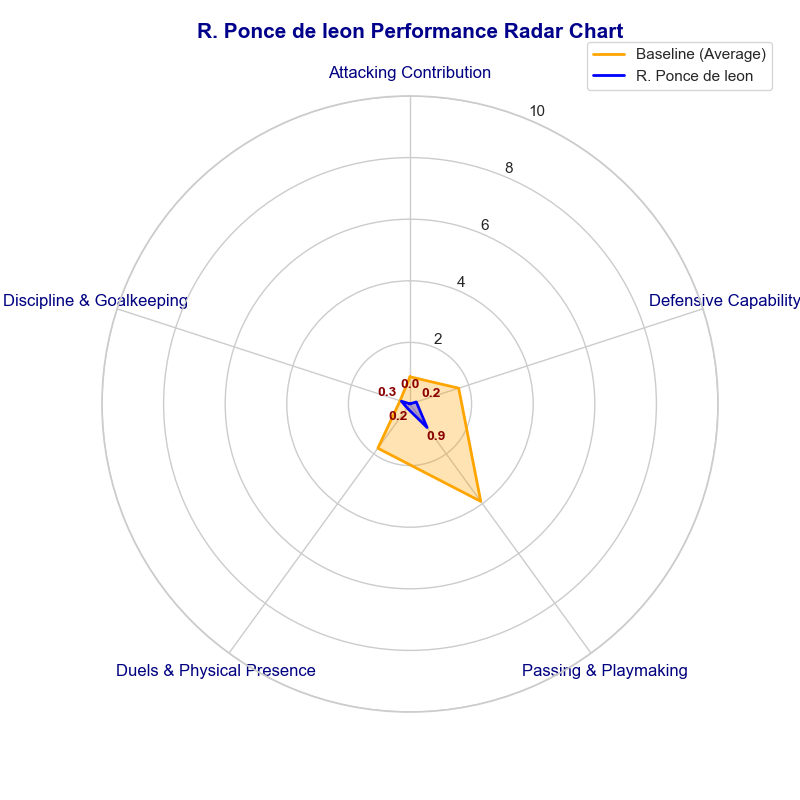 R. Ponce de leon Performance Radar Chart
Baseline (Average)
R. Ponce de leon
Attacking Contribution
10
8
6
4
2
Discipline & Goalkeeping
Defensive Capability
0.0
0.3
0.2
0.2
0.9
Duels & Physical Presence
Passing & Playmaking